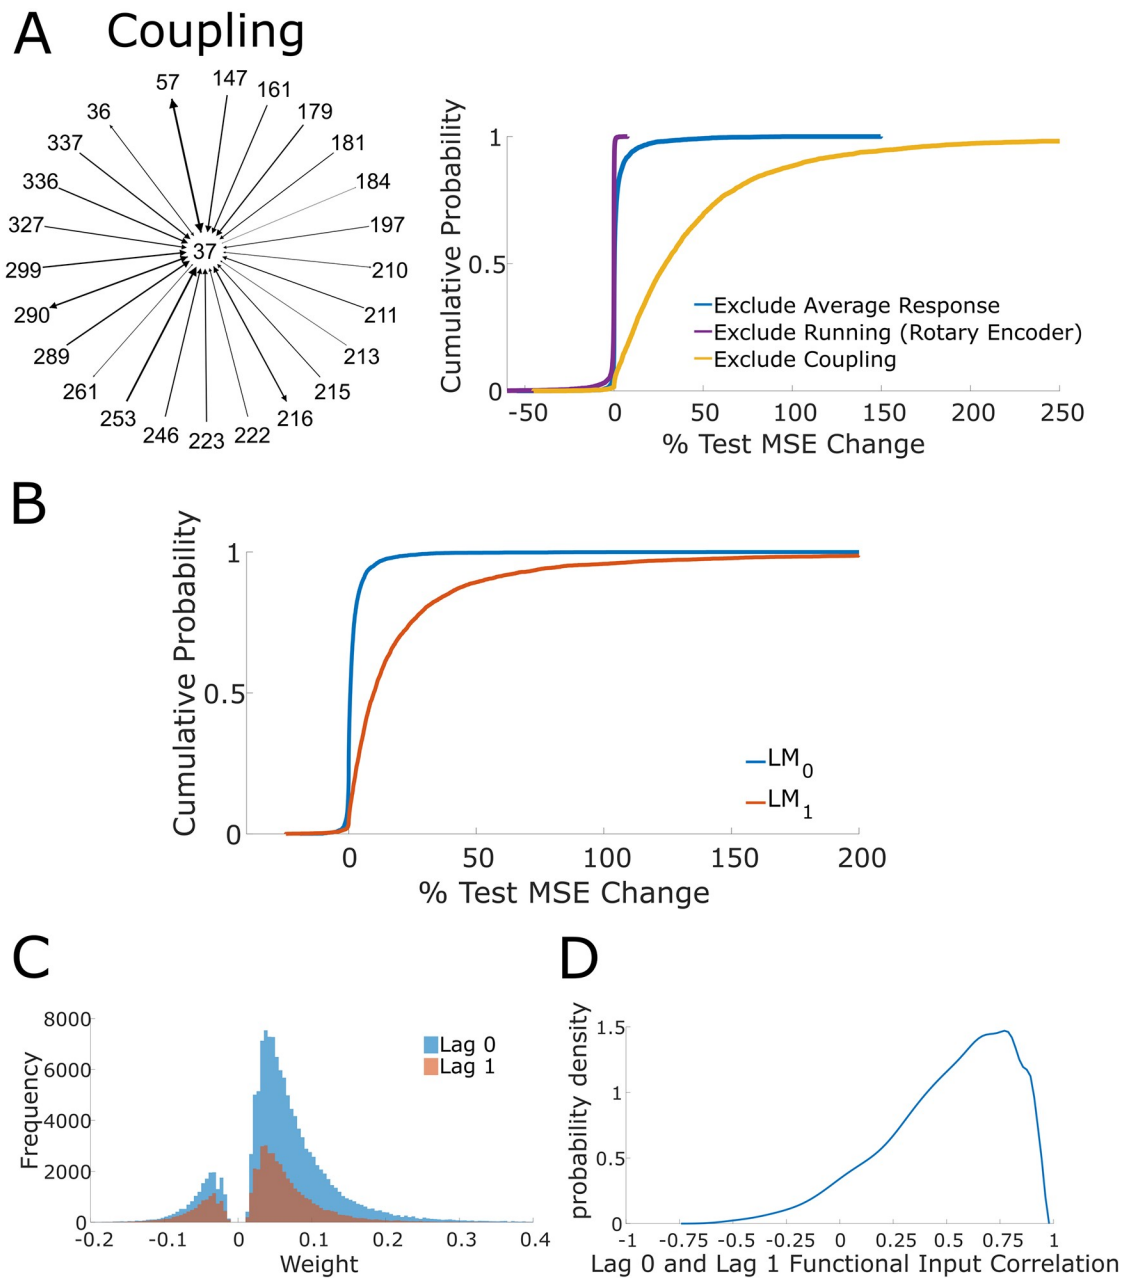 A
Coupling
57
147
161
179
181
184
197
210
211
213
215
216
222
223
246
253
261
289
290
299
327
336
337
36
37
Cumulative Probability
1
0.5
0
Exclude Average Response
Exclude Running (Rotary Encoder)
Exclude Coupling
-50 0 50 100 150 200 250
% Test MSE Change
B
Cumulative Probability
1
0.5
0
LM0
LM1
0 50 100 150 200
% Test MSE Change
C
Frequency
8000
6000
4000
2000
0
Lag 0
Lag 1
-0.2 -0.1 0 0.1 0.2 0.3 0.4
Weight
D
probability density
1.5
1
0.5
0
-1 -0.75 -0.5 -0.25 0 0.25 0.5 0.75 1
Lag 0 and Lag 1 Functional Input Correlation